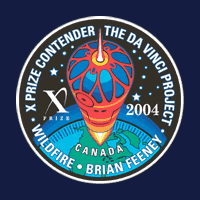 X PRIZE CONTENDER THE DA VINCI PROJECT
X
PRIZE
2004
CANADA
WILDFIRE • BRIAN FEENEY